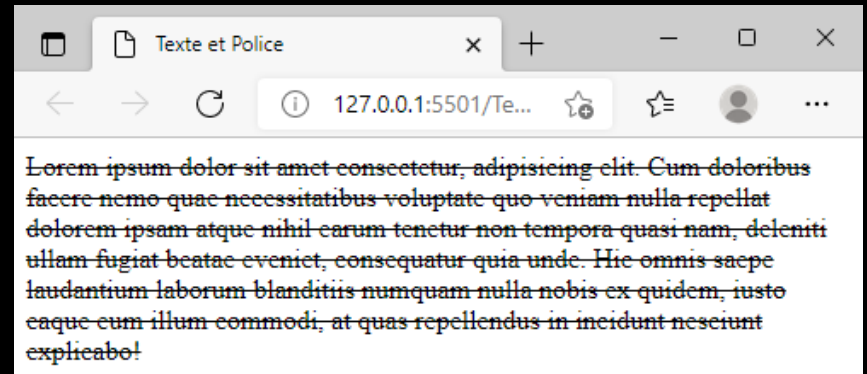 Texte et Police
127.0.0.1:5501/Te...
Lorem ipsum dolor sit amet consectetur, adipisicing elit. Cum doloribus
facere nemo quae necessitatibus voluptate quo veniam nulla repellat
dolorem ipsam atque nihil earum tenetur non tempora quasi nam, deleniti
ullam fugiat beatae eveniet, consequatur quia unde. Hic omnis saepe
laudantium laborum blanditiis numquam nulla nobis ex quidem, iusto
eaque cum illum commodi, at quas repellendus in incidunt nesciunt
explicabo!